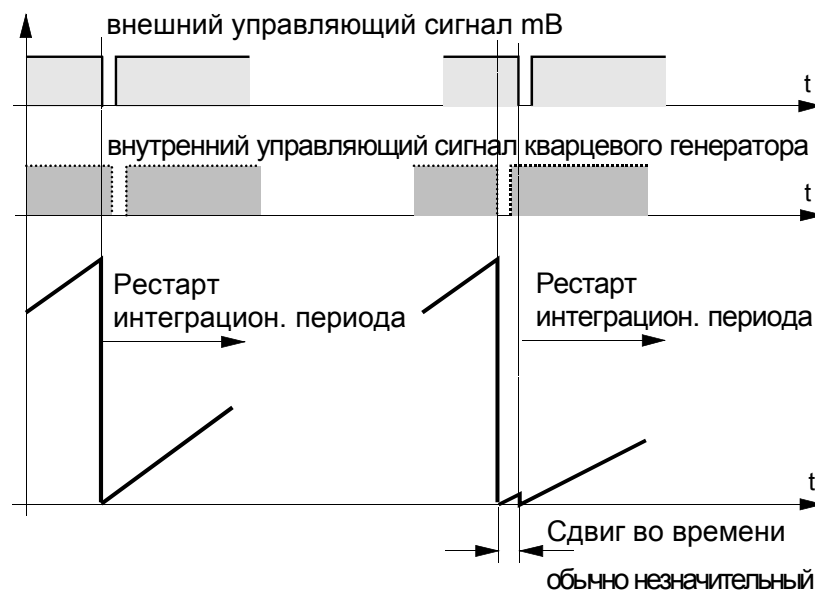 внешний управляющий сигнал mB
t
внутренний управляющий сигнал кварцевого генератора
t
Рестарт
интеграцион. периода
Рестарт
интеграцион. периода
t
Сдвиг во времени
обычно незначительный